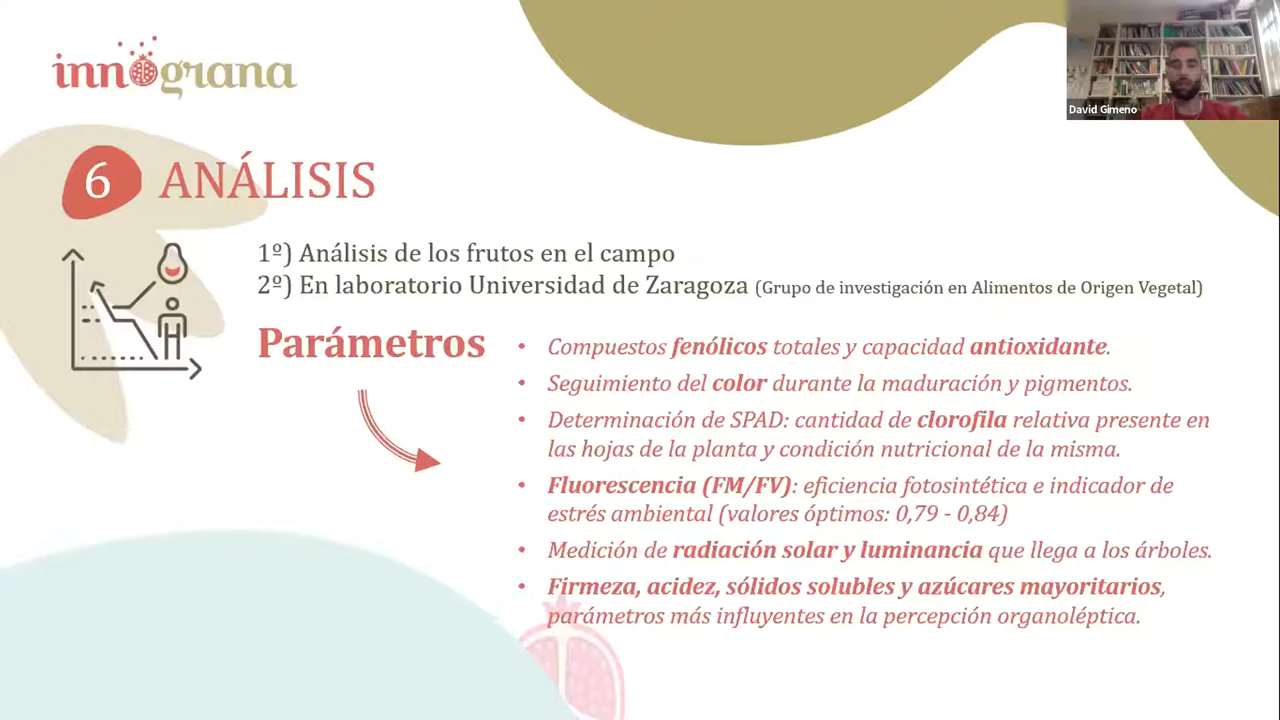 innograna
David Gimeno
6 ANÁLISIS
1º) Análisis de los frutos en el campo
2º) En laboratorio Universidad de Zaragoza (Grupo de investigación en Alimentos de Origen Vegetal)
Parámetros
• Compuestos fenólicos totales y capacidad antioxidante.
• Seguimiento del color durante la maduración y pigmentos.
• Determinación de SPAD: cantidad de clorofila relativa presente en
las hojas de la planta y condición nutricional de la misma.
• Fluorescencia (FM/FV): eficiencia fotosintética e indicador de
estrés ambiental (valores óptimos: 0,79 - 0,84)
• Medición de radiación solar y luminancia que llega a los árboles.
• Firmeza, acidez, sólidos solubles y azúcares mayoritarios,
parámetros más influyentes en la percepción organoléptica.